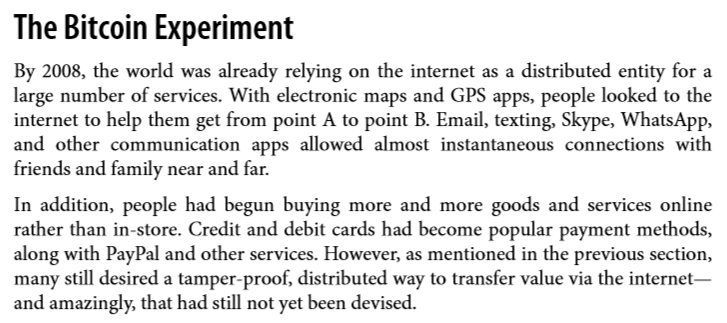 The Bitcoin Experiment
By 2008, the world was already relying on the internet as a distributed entity for a
large number of services. With electronic maps and GPS apps, people looked to the
internet to help them get from point A to point B. Email, texting, Skype, WhatsApp,
and other communication apps allowed almost instantaneous connections with
friends and family near and far.
In addition, people had begun buying more and more goods and services online
rather than in-store. Credit and debit cards had become popular payment methods,
along with PayPal and other services. However, as mentioned in the previous section,
many still desired a tamper-proof, distributed way to transfer value via the internet—
and amazingly, that had still not yet been devised.